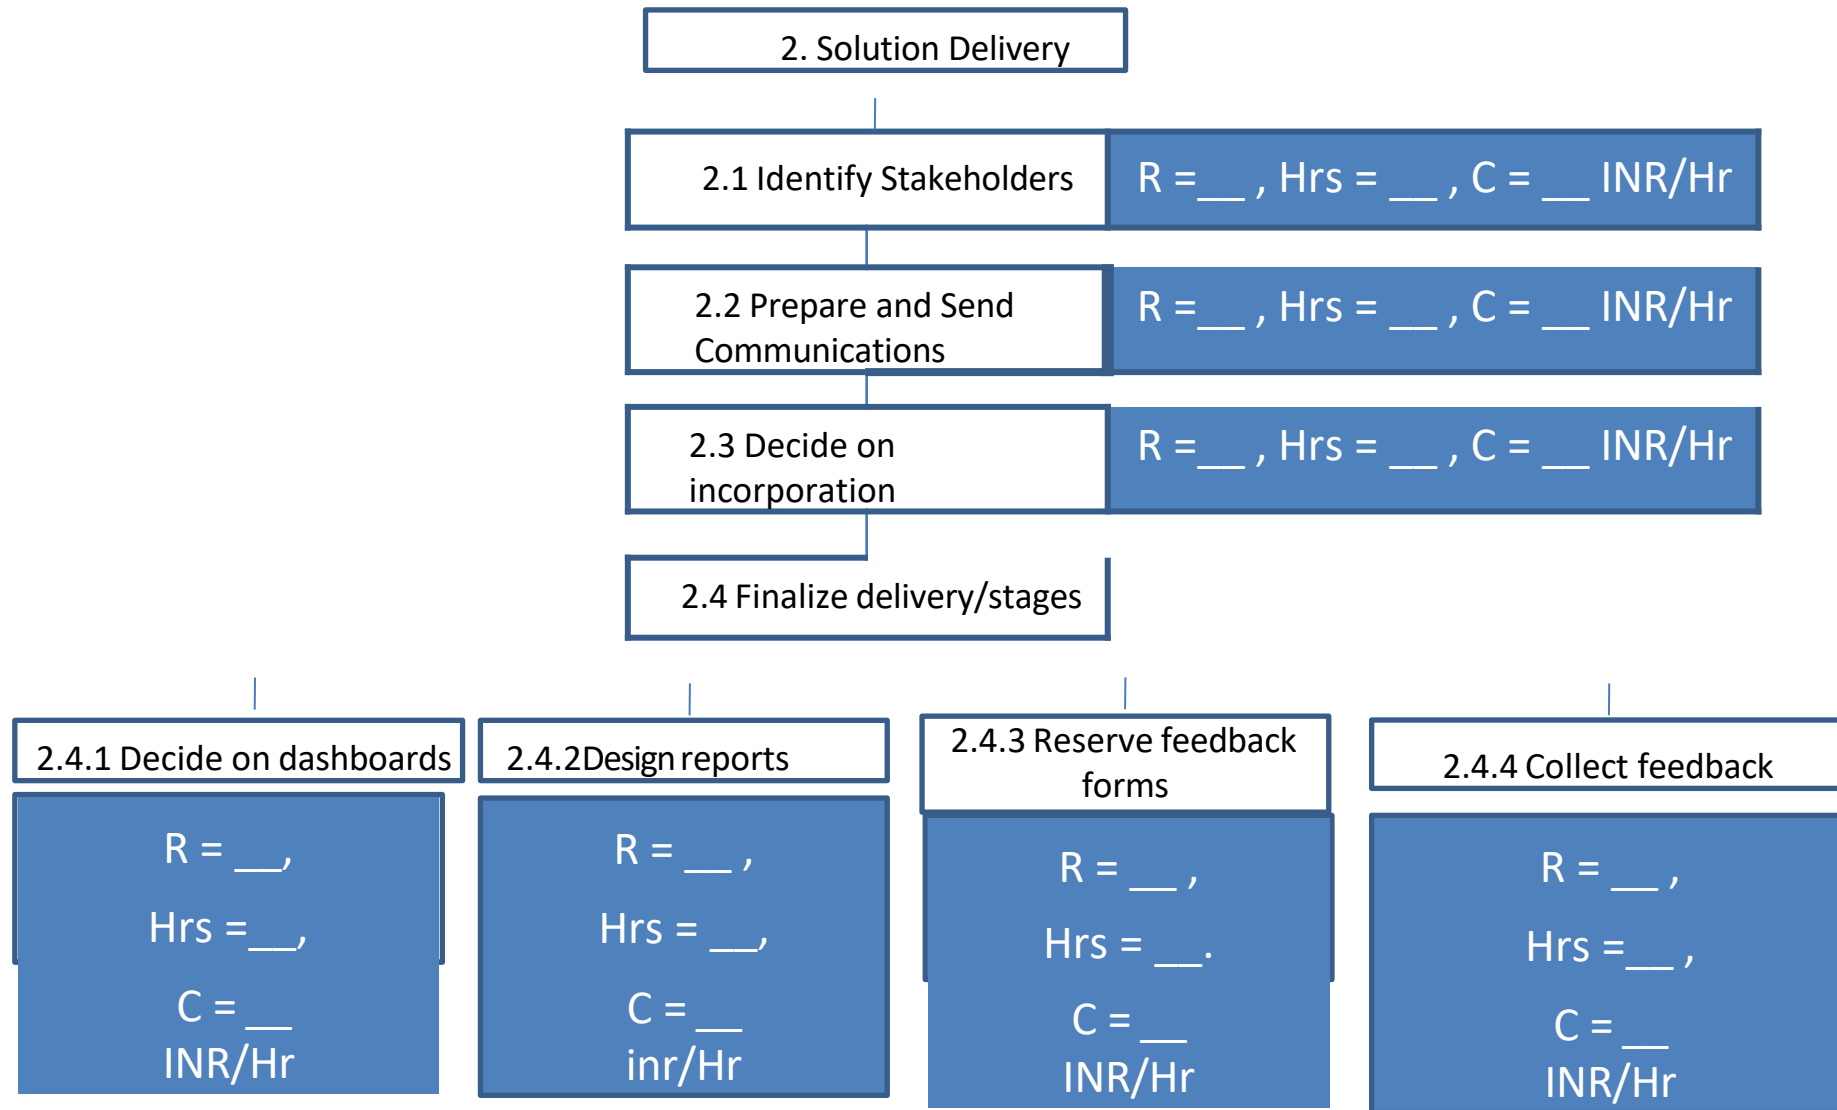 2. Solution Delivery
2.1 Identify Stakeholders
R =__ , Hrs = __ , C = __ INR/Hr
2.2 Prepare and Send
Communications
R =__ , Hrs = __ , C = __ INR/Hr
2.3 Decide on
incorporation
R =__ , Hrs = __ , C = __ INR/Hr
2.4 Finalize delivery/stages
2.4.1 Decide on dashboards
R = __,
Hrs =__,
C = __
INR/Hr
2.4.2Design reports
R = __ ,
Hrs = __,
C = __
inr/Hr
2.4.3 Reserve feedback
forms
R = __ ,
Hrs = __.
C = __
INR/Hr
2.4.4 Collect feedback
R = __ ,
Hrs =__ ,
C = __
INR/Hr